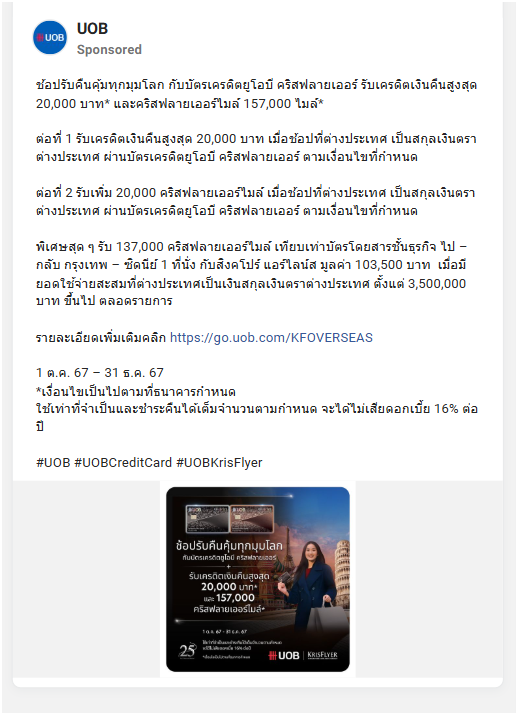 UOB
UOB
Sponsored
ช้อปรับคืนคุ้มทุกมุมโลก กับบัตรเครดิตยูโอบี คริสฟลายเออร์ รับเครดิตเงินคืนสูงสุด
20,000 บาท* และคริสฟลายเออร์ไมล์ 157,000 ไมล์*
ต่อที่ 1 รับเครดิตเงินคืนสูงสุด 20,000 บาท เมื่อช้อปที่ต่างประเทศ เป็นสกุลเงินตรา
ต่างประเทศ ผ่านบัตรเครดิตยูโอบี คริสฟลายเออร์ ตามเงื่อนไขที่กำหนด
ต่อที่ 2 รับเพิ่ม 20,000 คริสฟลายเออร์ไมล์ เมื่อช้อปที่ต่างประเทศ เป็นสกุลเงินตรา
ต่างประเทศ ผ่านบัตรเครดิตยูโอบี คริสฟลายเออร์ ตามเงื่อนไขที่กำหนด
พิเศษสุด ๆ รับ 137,000 คริสฟลายเออร์ไมล์ เทียบเท่าบัตรโดยสารชั้นธุรกิจ ไป –
กลับ กรุงเทพ – ซิดนีย์ 1 ที่นั่ง กับสิงคโปร์ แอร์ไลน์ส มูลค่า 103,500 บาท เมื่อมี
ยอดใช้จ่ายสะสมที่ต่างประเทศเป็นเงินสกุลเงินตราต่างประเทศ ตั้งแต่ 3,500,000
บาท ขึ้นไป ตลอดรายการ
รายละเอียดเพิ่มเติมคลิก https://go.uob.com/KFOVERSEAS
1 ต.ค. 67 – 31 ธ.ค. 67
*เงื่อนไขเป็นไปตามที่ธนาคารกำหนด
ใช้เท่าที่จำเป็นและชำระคืนได้เต็มจำนวนตามกำหนด จะได้ไม่เสียดอกเบี้ย 16% ต่อ
ปี
#UOB #UOBCreditCard #UOBKrisFlyer
UOB
ช้อปรับคืนคุ้มทุกมุมโลก
กับบัตรเครดิตยูโอบี คริสฟลายเออร์
+
รับเครดิตเงินคืนสูงสุด
20,000 บาท*
และ 157,000
คริสฟลายเออร์ไมล์*
1 ต.ค. 67 - 31 ธ.ค. 67
25
UOB
KRISFLYER